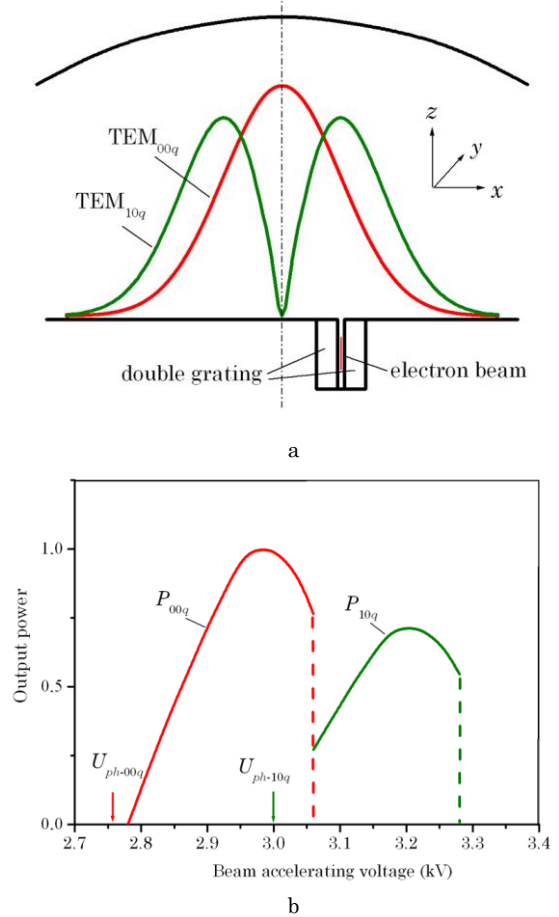 z
y
x
TEM00q
TEM10q
double grating
electron beam
a
Output power
1.0
0.5
0.0
P00q
P10q
Uph-00q
Uph-10q
2.7 2.8 2.9 3.0 3.1 3.2 3.3 3.4
Beam accelerating voltage (kV)
b